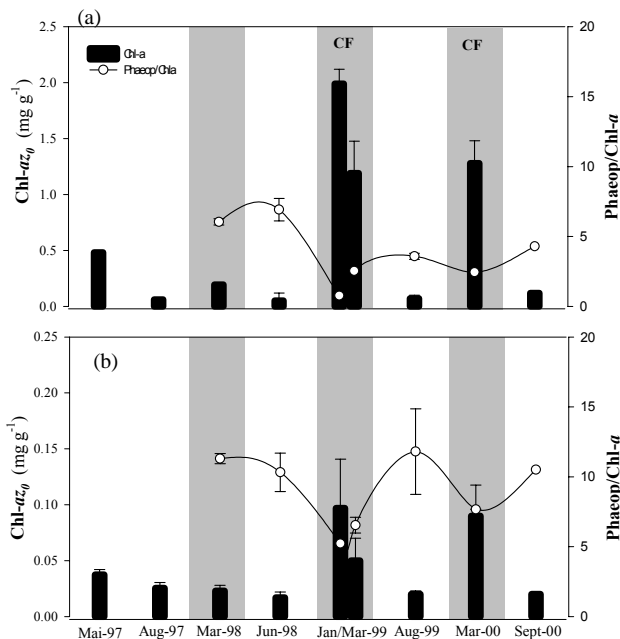 (a)
CF
CF
Chl-a
Phaeop/Chla
2.5
2.0
1.5
1.0
0.5
0.0
Chl-az0 (mg g-1)
20
15
10
5
0
Phaeop/Chl-a
(b)
0.25
0.20
0.15
0.10
0.05
0.00
Chl-az0 (mg g-1)
20
15
10
5
0
Phaeop/Chl-a
Mai-97 Aug-97 Mar-98 Jun-98 Jan/Mar-99 Aug-99 Mar-00 Sept-00